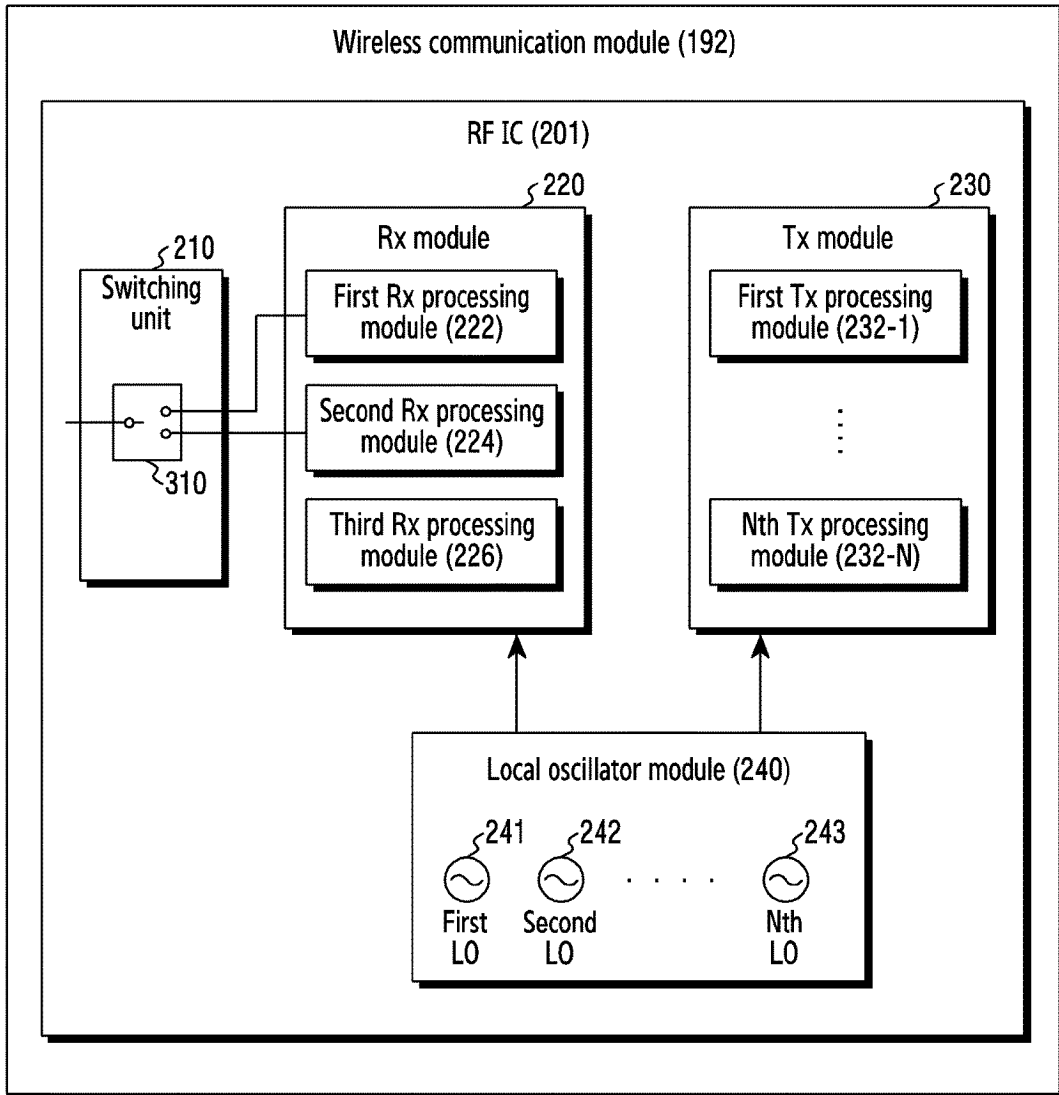 Wireless communication module (192)
RF IC (201)
210
Switching
unit
310
220
Rx module
First Rx processing
module (222)
Second Rx processing
module (224)
Third Rx processing
module (226)
230
Tx module
First Tx processing
module (232-1)
Nth Tx processing
module (232-N)
Local oscillator module (240)
241
First
LO
242
Second
LO
243
Nth
LO